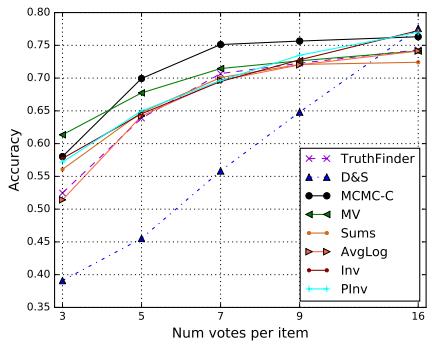 0.80
0.75
0.70
0.65
0.60
0.55
0.50
0.45
0.40
0.35
Accuracy
3
5
7
9
16
Num votes per item
TruthFinder
D&S
MCMC-C
MV
Sums
AvgLog
Inv
PInv